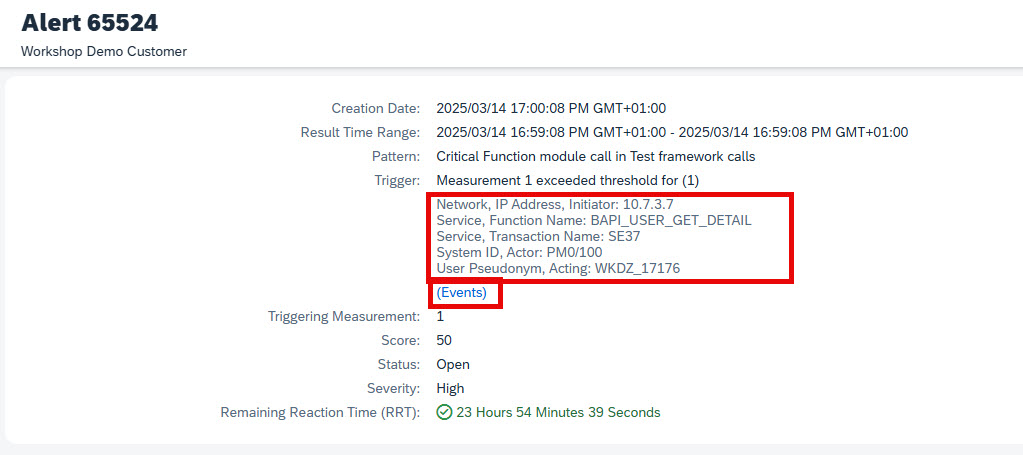 Alert 65524
Workshop Demo Customer
Creation Date: 2025/03/14 17:00:08 PM GMT+01:00
Result Time Range: 2025/03/14 16:59:08 PM GMT+01:00 - 2025/03/14 16:59:08 PM GMT+01:00
Pattern: Critical Function module call in Test framework calls
Trigger: Measurement 1 exceeded threshold for (1)
Network, IP Address, Initiator: 10.7.3.7
Service, Function Name: BAPI_USER_GET_DETAIL
Service, Transaction Name: SE37
System ID, Actor: PM0/100
User Pseudonym, Acting: WKDZ_17176
(Events)
Triggering Measurement: 1
Score: 50
Status: Open
Severity: High
Remaining Reaction Time (RRT): 23 Hours 54 Minutes 39 Seconds